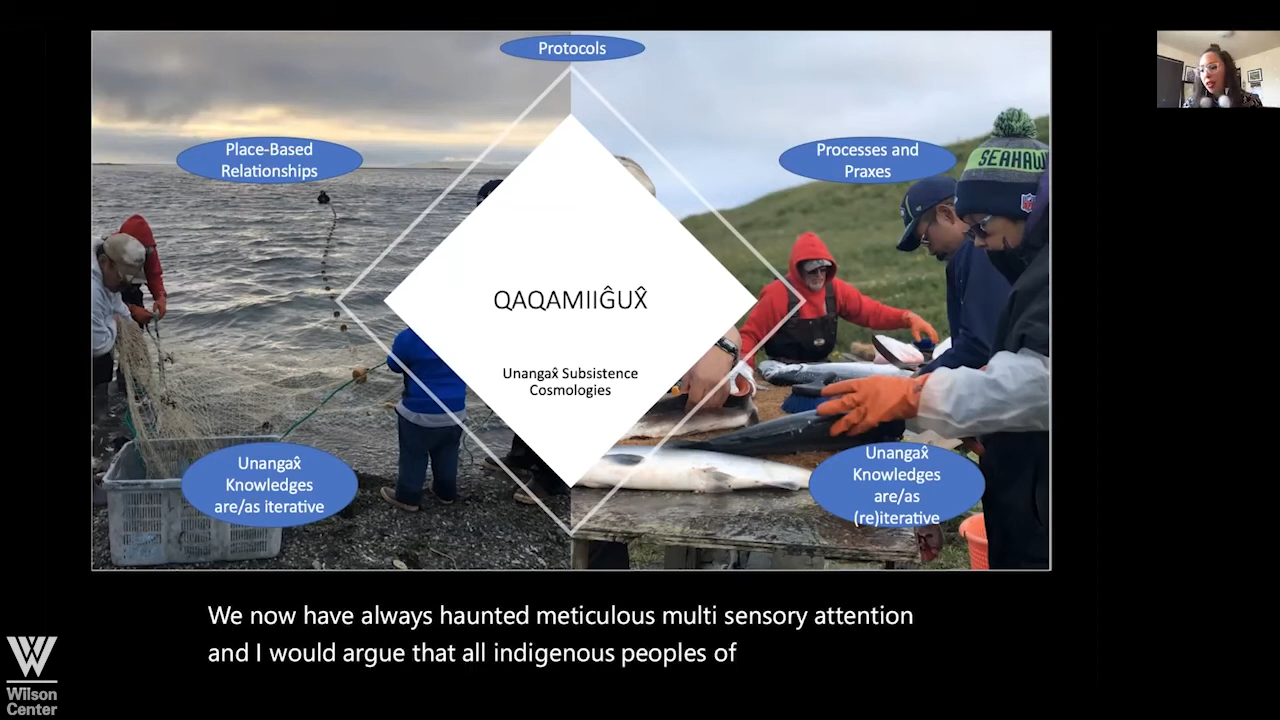 Protocols
Place-Based
Relationships
Processes and
Praxes
SEAHAW
QAQAMIIĜUX̂
Unangax̂ Subsistence
Cosmologies
Unangax̂
Knowledges
are/as iterative
Unangax̂
Knowledges
are/as
(re)iterative
We now have always haunted meticulous multi sensory attention
and I would argue that all indigenous peoples of
Wilson
Center